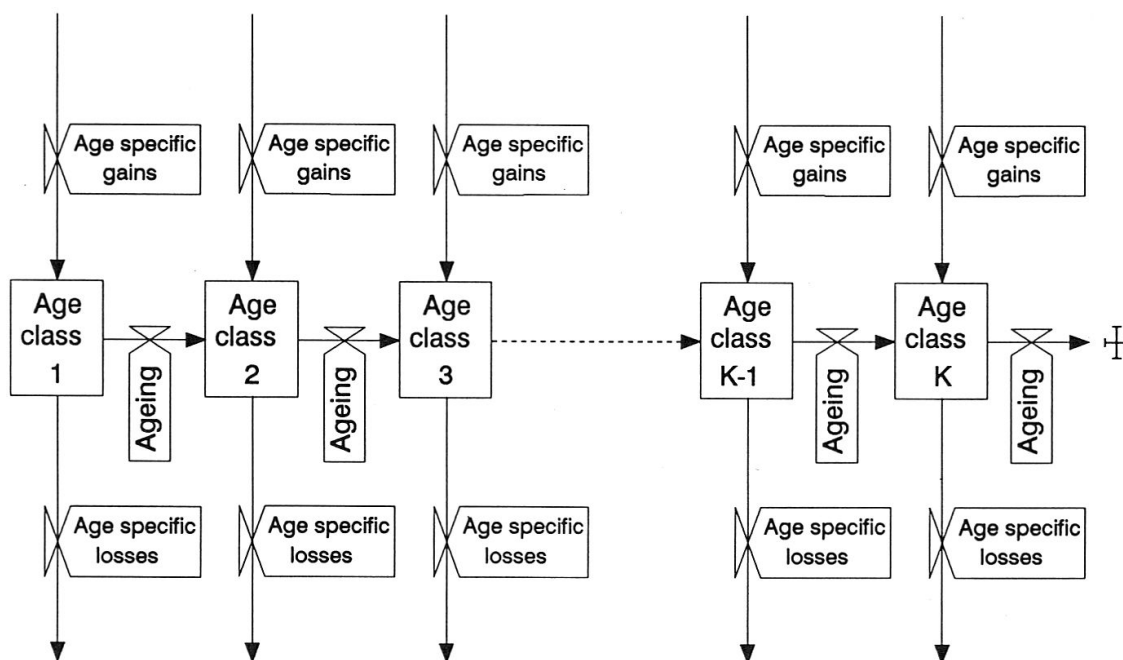 Age specific
gains
Age specific
gains
Age specific
gains
Age specific
gains
Age specific
gains
Age
class
1
Age
class
2
Age
class
3
Age
class
K-1
Age
class
K
Ageing
Ageing
Ageing
Ageing
Age specific
losses
Age specific
losses
Age specific
losses
Age specific
losses
Age specific
losses